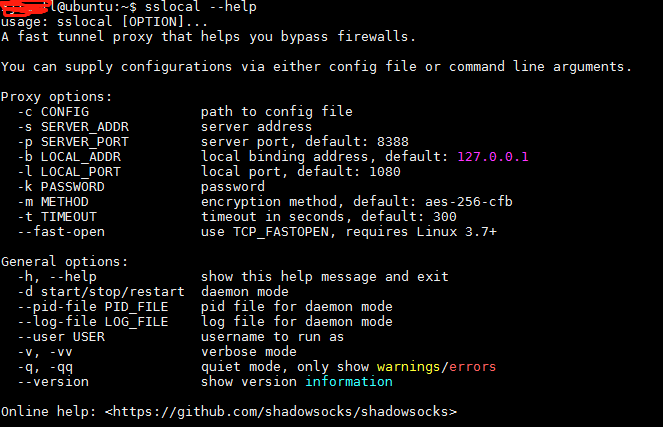 l@ubuntu:~$ sslocal --help
usage: sslocal [OPTION]...
A fast tunnel proxy that helps you bypass firewalls.

You can supply configurations via either config file or command line arguments.

Proxy options:
  -c CONFIG              path to config file
  -s SERVER_ADDR         server address
  -p SERVER_PORT         server port, default: 8388
  -b LOCAL_ADDR          local binding address, default: 127.0.0.1
  -l LOCAL_PORT          local port, default: 1080
  -k PASSWORD            password
  -m METHOD              encryption method, default: aes-256-cfb
  -t TIMEOUT             timeout in seconds, default: 300
  --fast-open            use TCP_FASTOPEN, requires Linux 3.7+

General options:
  -h, --help             show this help message and exit
  -d start/stop/restart  daemon mode
  --pid-file PID_FILE    pid file for daemon mode
  --log-file LOG_FILE    log file for daemon mode
  --user USER            username to run as
  -v, -vv                verbose mode
  -q, -qq                quiet mode, only show warnings/errors
  --version              show version information

Online help: <https://github.com/shadowsocks/shadowsocks>